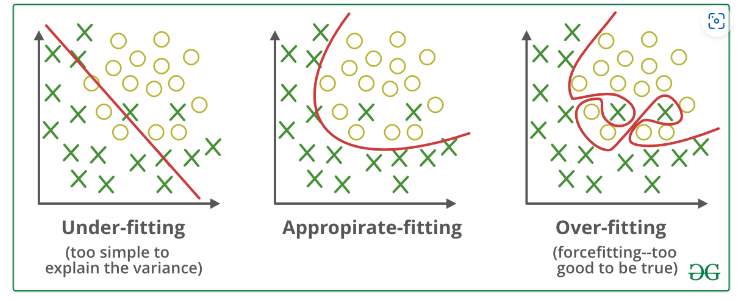 Under-fitting
(too simple to
explain the variance)
Appropirate-fitting
Over-fitting
(forcefitting--too
good to be true)